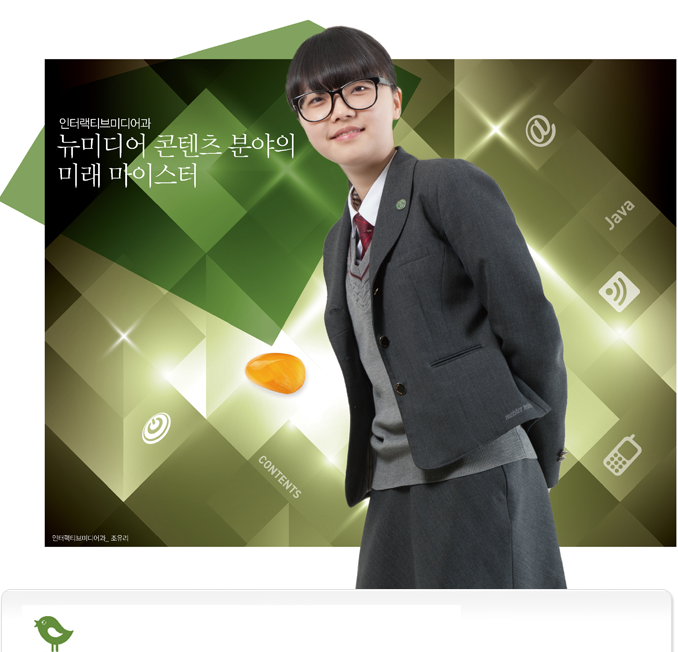 인터랙티브미디어과
뉴미디어 콘텐츠 분야의
미래 마이스터
@
Java
CONTENTS
인터랙티브미디어과_ 조유리